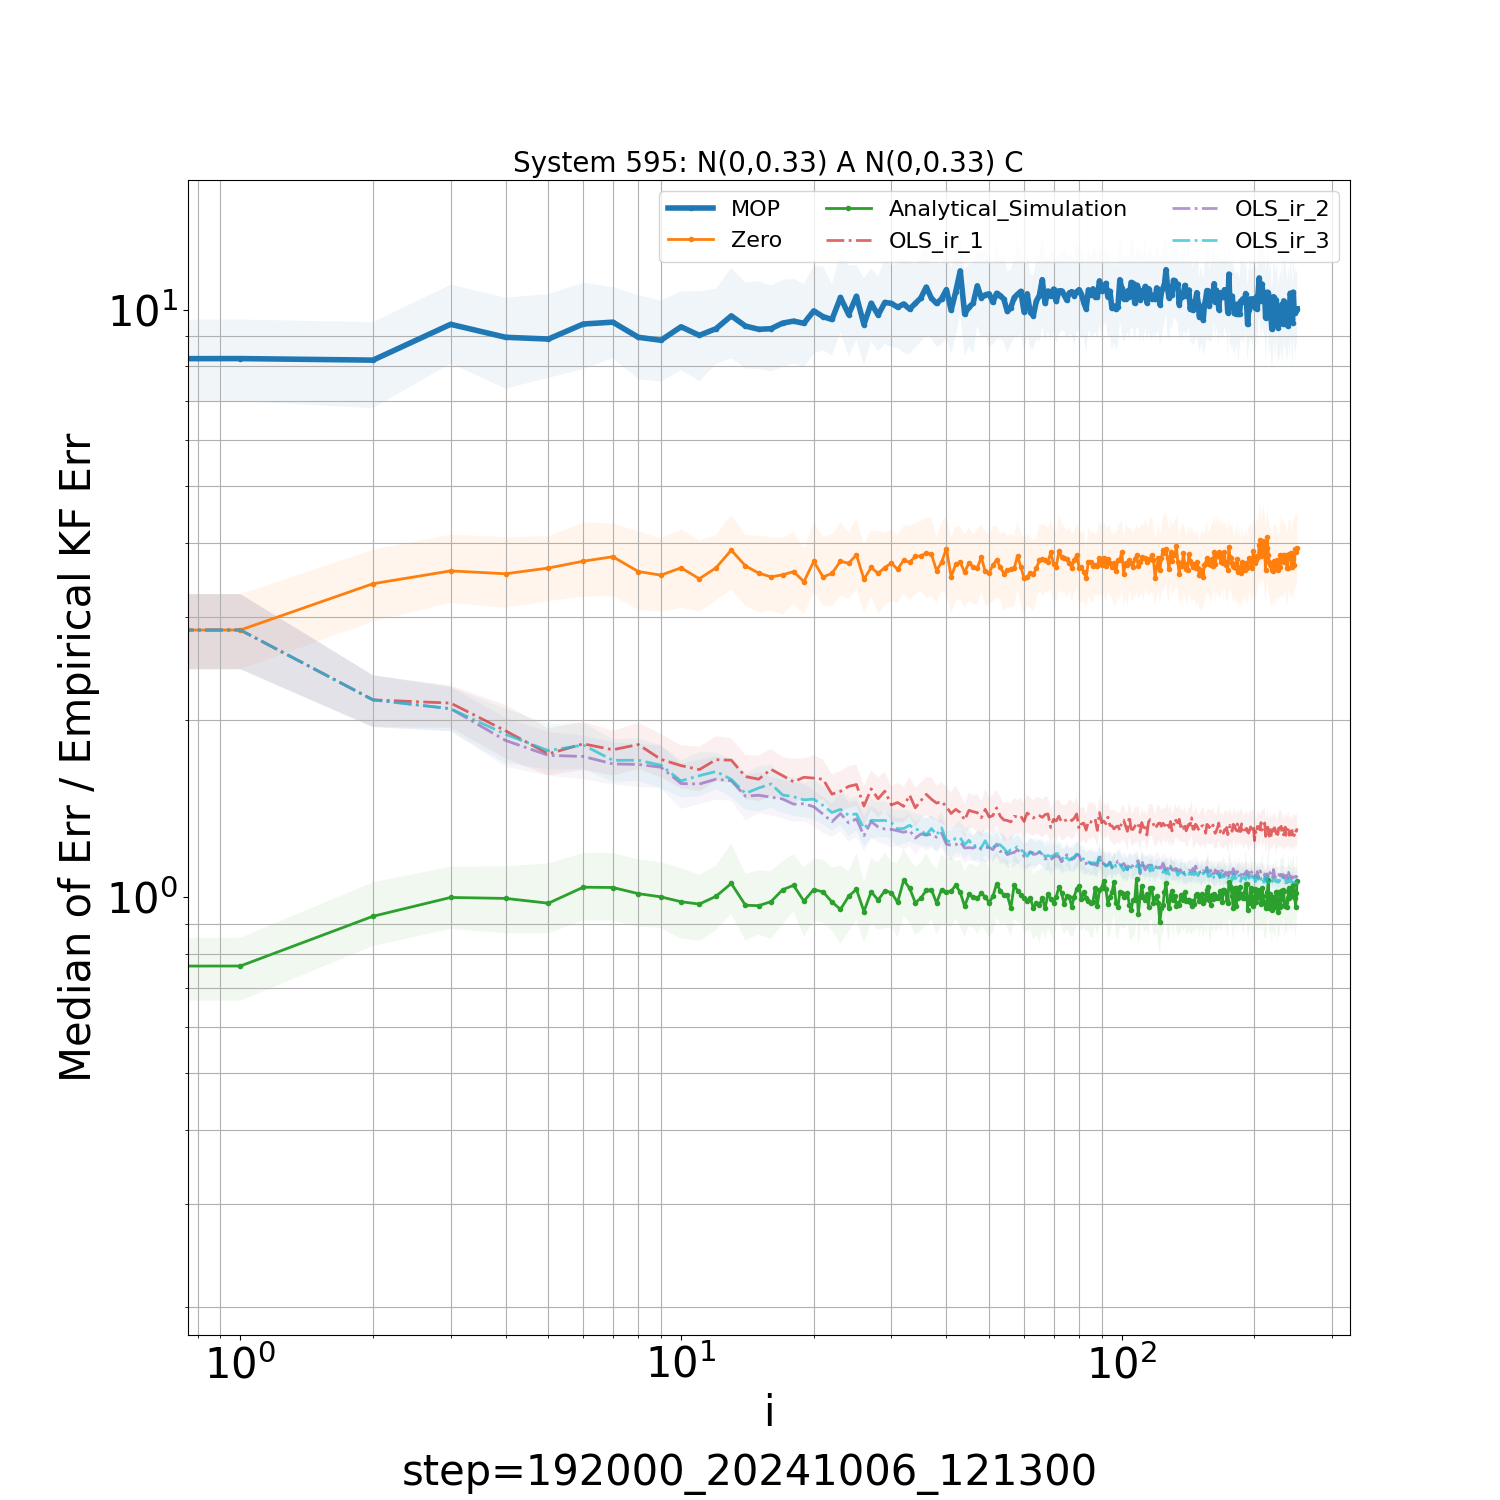 System 595: N(0,0.33) A N(0,0.33) C
MOP
Zero
Analytical_Simulation
OLS_ir_1
OLS_ir_2
OLS_ir_3
Median of Err / Empirical KF Err
10¹
10⁰
10⁰ 10¹ 10²
i
step=192000_20241006_121300